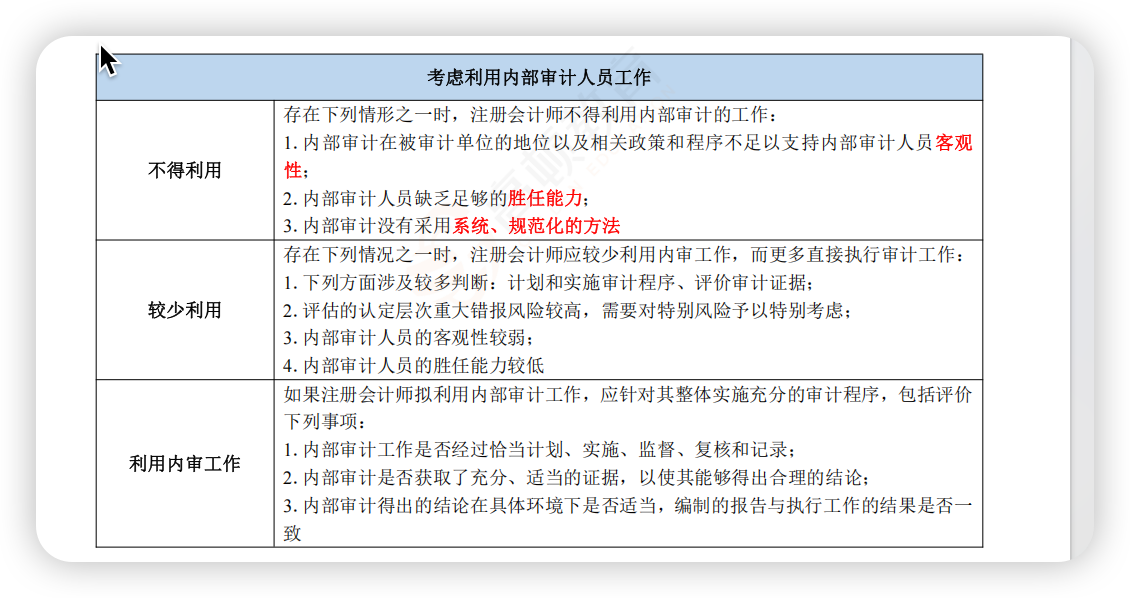 考虑利用内部审计人员工作
不得利用
存在下列情形之一时，注册会计师不得利用内部审计的工作：
1. 内部审计在被审计单位的地位以及相关政策和程序不足以支持内部审计人员客观
性；
2. 内部审计人员缺乏足够的胜任能力；
3. 内部审计没有采用系统、规范化的方法
较少利用
存在下列情况之一时，注册会计师应较少利用内审工作，而更多直接执行审计工作：
1. 下列方面涉及较多判断：计划和实施审计程序、评价审计证据；
2. 评估的认定层次重大错报风险较高，需要对特别风险予以特别考虑；
3. 内部审计人员的客观性较弱；
4. 内部审计人员的胜任能力较低
利用内审工作
如果注册会计师拟利用内部审计工作，应针对其整体实施充分的审计程序，包括评价
下列事项：
1. 内部审计工作是否经过恰当计划、实施、监督、复核和记录；
2. 内部审计是否获取了充分、适当的证据，以使其能够得出合理的结论；
3. 内部审计得出的结论在具体环境下是否适当，编制的报告与执行工作的结果是否一
致